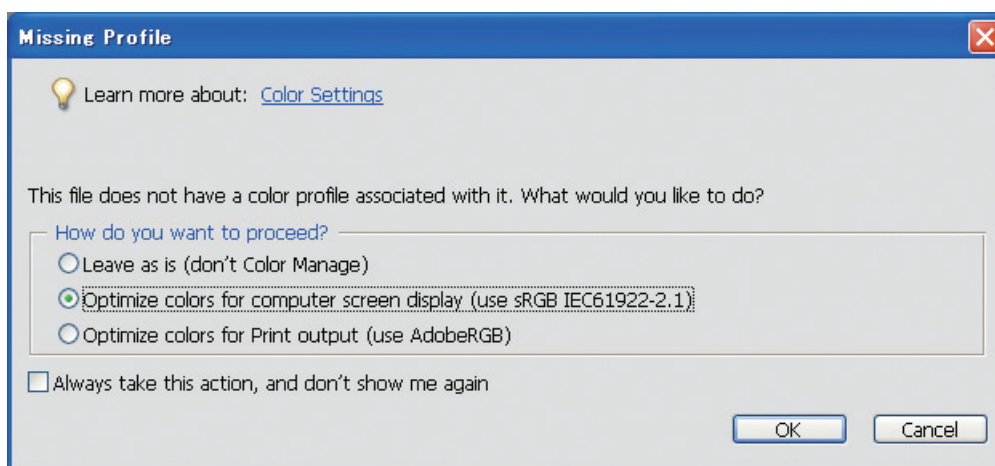 Missing Profile
Learn more about: Color Settings
This file does not have a color profile associated with it. What would you like to do?
How do you want to proceed?
Leave as is (don't Color Manage)
Optimize colors for computer screen display (use sRGB IEC61922-2.1)
Optimize colors for Print output (use AdobeRGB)
Always take this action, and don't show me again
OK Cancel